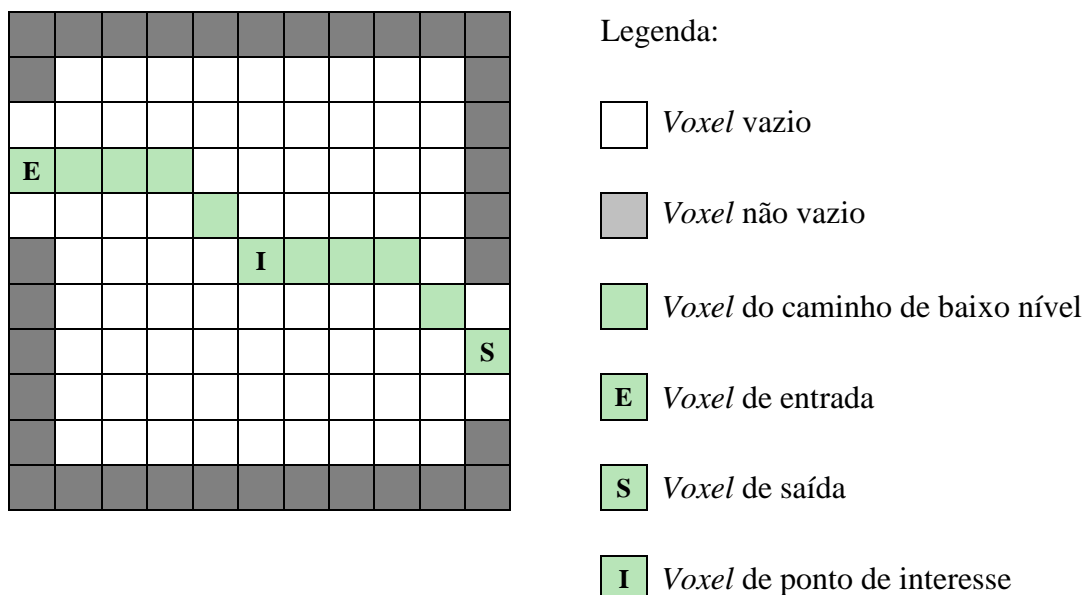 Legenda:
Voxel vazio
Voxel não vazio
E
I
Voxel do caminho de baixo nível
S
E Voxel de entrada
S Voxel de saída
I Voxel de ponto de interesse